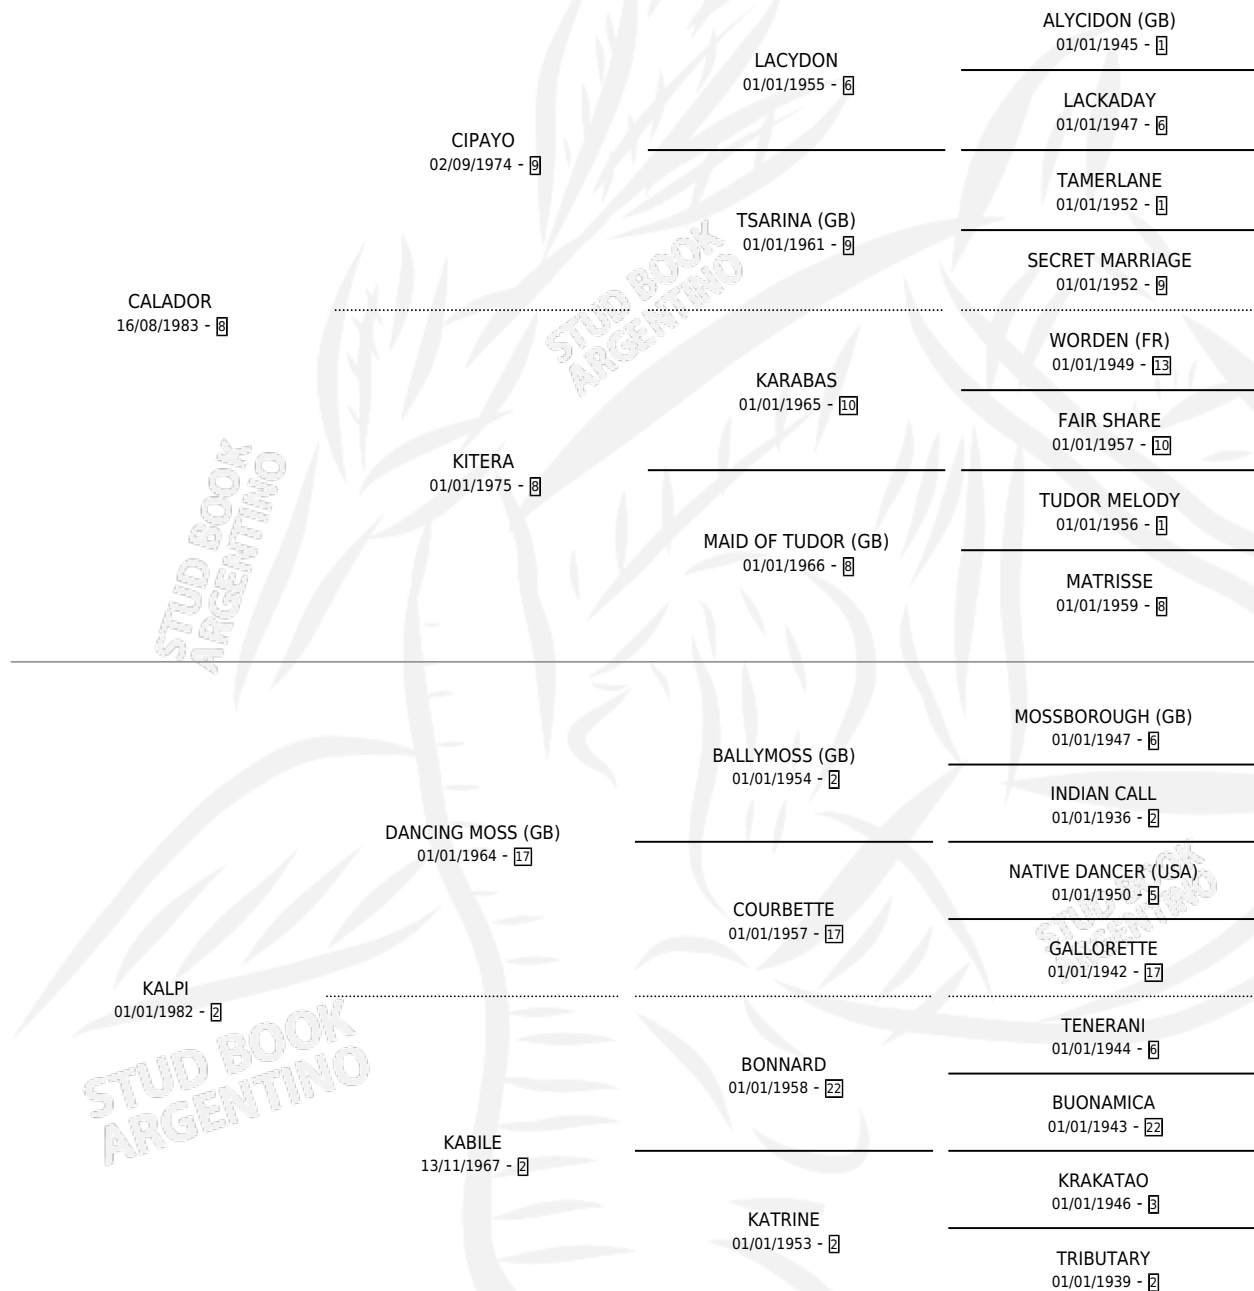 ALYCIDON (GB)
01/01/1945 - 1
LACYDON
01/01/1955 - 6
LACKADAY
01/01/1947 - 6
CIPAYO
02/09/1974 - 9
TAMERLANE
01/01/1952 - 1
TSARINA (GB)
01/01/1961 - 9
SECRET MARRIAGE
01/01/1952 - 9
STUD BOOK
ARGENTINO
CALADOR
16/08/1983 - 8
WORDEN (FR)
01/01/1949 - 13
KARABAS
01/01/1965 - 10
FAIR SHARE
01/01/1957 - 10
KITERA
01/01/1975 - 8
TUDOR MELODY
01/01/1956 - 1
MAID OF TUDOR (GB)
01/01/1966 - 8
MATRISSE
01/01/1959 - 8
STUD BOOK
ARGENTINO
MOSSBOROUGH (GB)
01/01/1947 - 6
BALLYMOSS (GB)
01/01/1954 - 2
INDIAN CALL
01/01/1936 - 2
DANCING MOSS (GB)
01/01/1964 - 17
NATIVE DANCER (USA)
01/01/1950 - 5
COURBETTE
01/01/1957 - 17
GALLORETTE
01/01/1942 - 17
STUD BOOK
ARGENTINO
KALPI
01/01/1982 - 2
TENERANI
01/01/1944 - 6
BONNARD
01/01/1958 - 22
BUONAMICA
01/01/1943 - 22
STUD BOOK
ARGENTINO
KABILE
13/11/1967 - 2
KRAKATAO
01/01/1946 - 3
KATRINE
01/01/1953 - 2
TRIBUTARY
01/01/1939 - 2